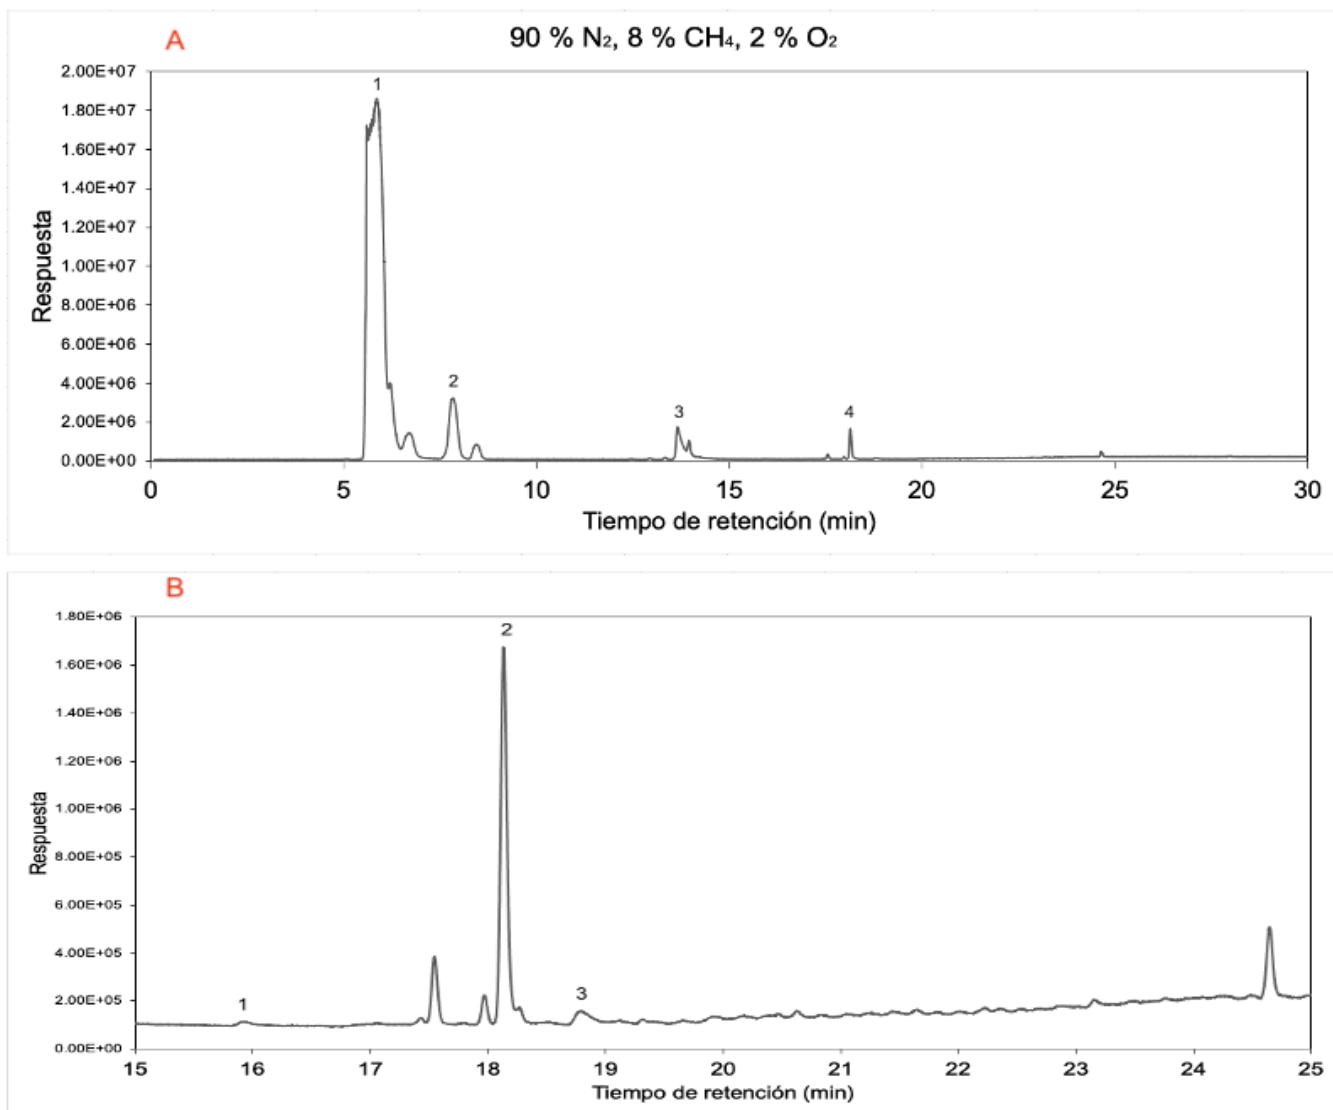 A
90 % N₂, 8 % CH₄, 2 % O₂
2.00E+07
1.80E+07
1.60E+07
1.40E+07
1.20E+07
1.00E+07
8.00E+06
6.00E+06
4.00E+06
2.00E+06
0.00E+00
Respuesta
1
2
3
4
0 5 10 15 20 25 30
Tiempo de retención (min)
B
1.80E+06
1.60E+06
1.40E+06
1.20E+06
1.00E+06
8.00E+05
6.00E+05
4.00E+05
2.00E+05
0.00E+00
Respuesta
1
2
3
15 16 17 18 19 20 21 22 23 24 25
Tiempo de retención (min)